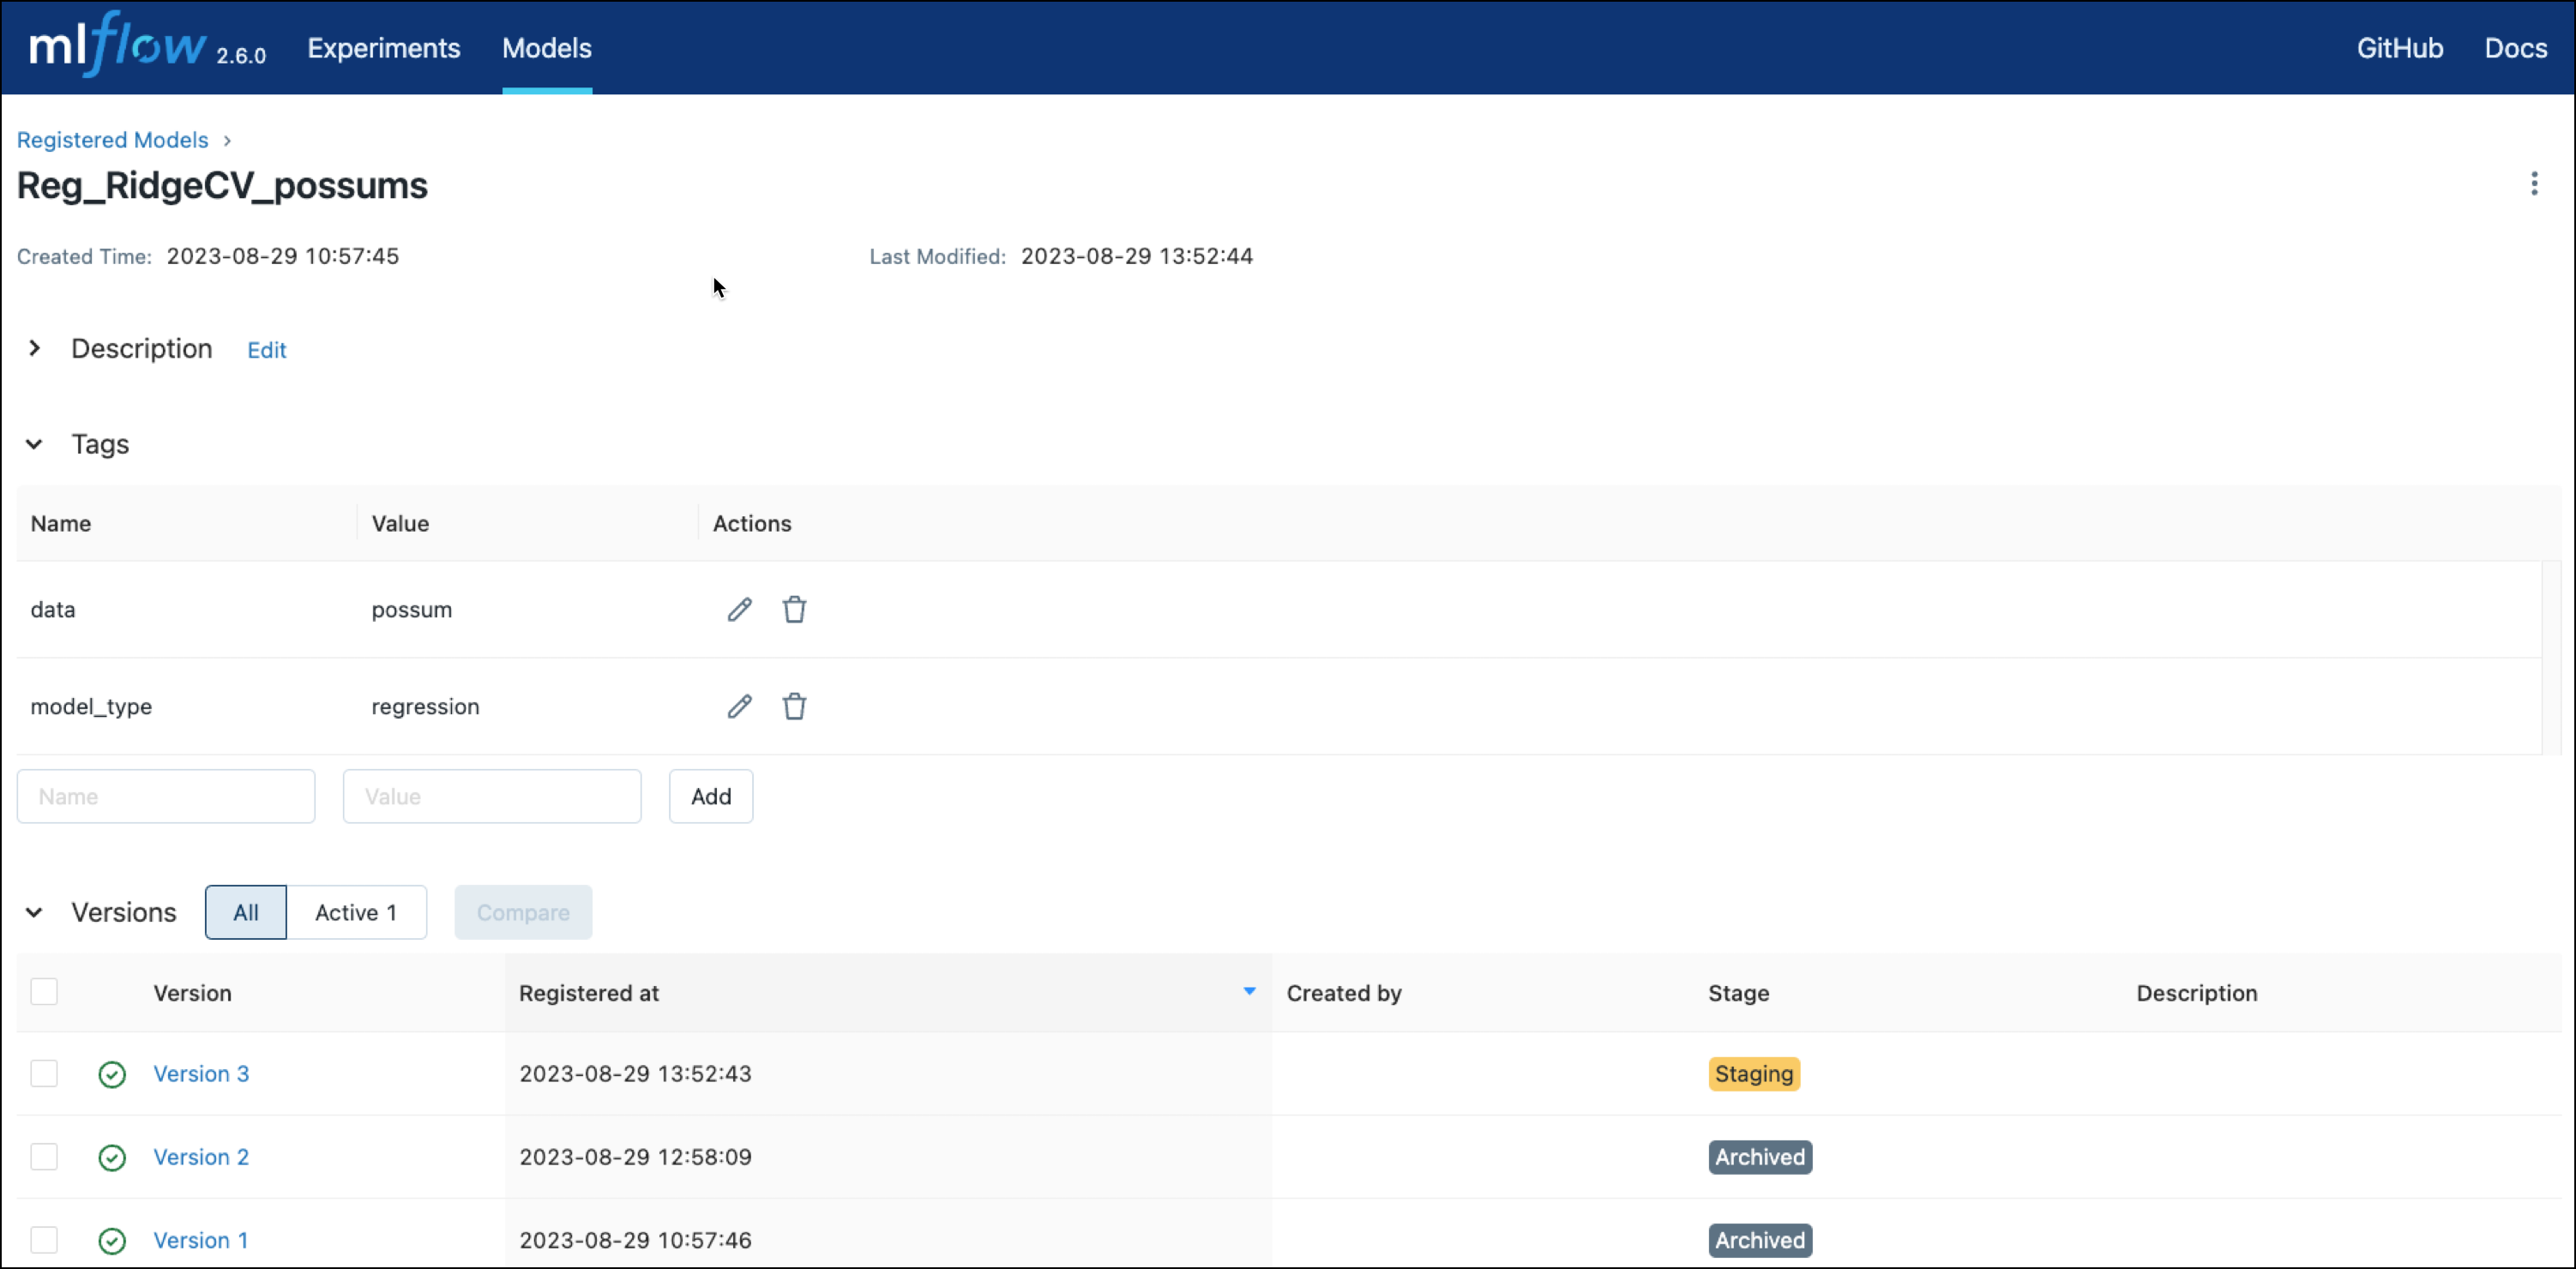 mlflow 2.6.0 Experiments Models GitHub Docs
Registered Models >
Reg_RidgeCV_possums
Created Time: 2023-08-29 10:57:45 Last Modified: 2023-08-29 13:52:44
Description Edit
Tags
Name Value Actions
data possum
model_type regression
Name Value Add
Versions All Active 1 Compare
Version Registered at Created by Stage Description
Version 3 2023-08-29 13:52:43 Staging
Version 2 2023-08-29 12:58:09 Archived
Version 1 2023-08-29 10:57:46 Archived